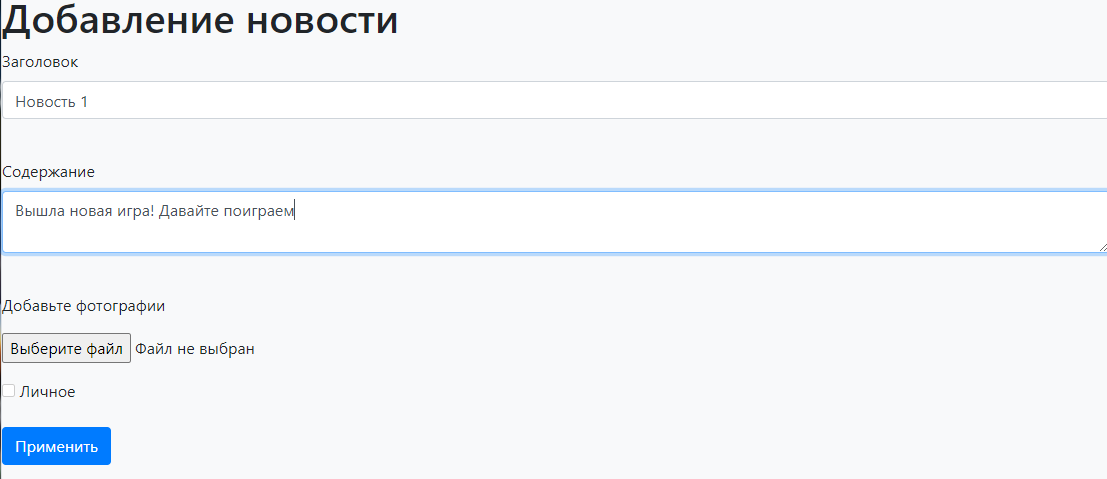 Добавление новости
Заголовок
Новость 1
Содержание
Вышла новая игра! Давайте поиграем
Добавьте фотографии
Выберите файл Файл не выбран
Личное
Применить